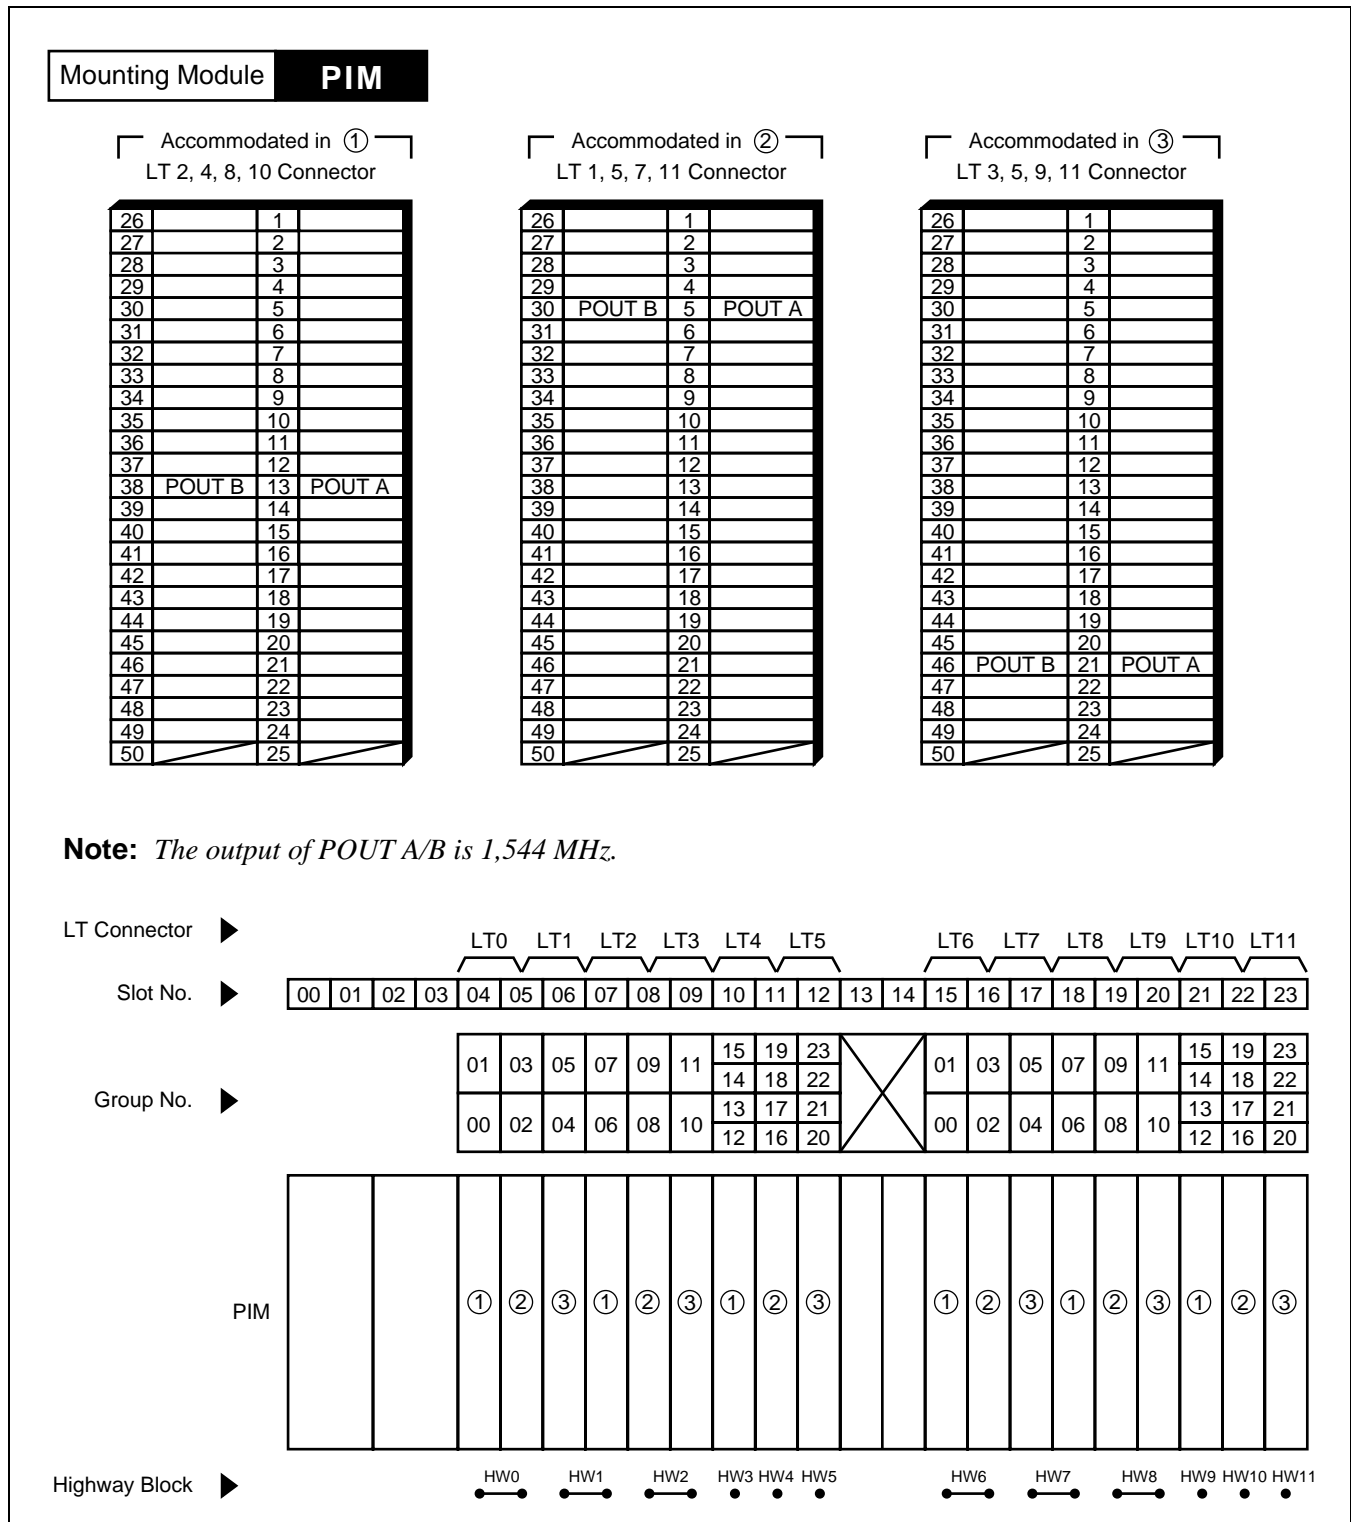 Mounting Module PIM
Accommodated in ① Accommodated in ② Accommodated in ③
LT 2, 4, 8, 10 Connector LT 1, 5, 7, 11 Connector LT 3, 5, 9, 11 Connector
26 1 26 1 26 1
27 2 27 2 27 2
28 3 28 3 28 3
29 4 29 4 29 4
30 5 30 POUT B 5 POUT A 30 5
31 6 31 6 31 6
32 7 32 7 32 7
33 8 33 8 33 8
34 9 34 9 34 9
35 10 35 10 35 10
36 11 36 11 36 11
37 12 37 12 37 12
38 POUT B 13 POUT A 38 13 38 13
39 14 39 14 39 14
40 15 40 15 40 15
41 16 41 16 41 16
42 17 42 17 42 17
43 18 43 18 43 18
44 19 44 19 44 19
45 20 45 20 45 20
46 21 46 21 46 POUT B 21 POUT A
47 22 47 22 47 22
48 23 48 23 48 23
49 24 49 24 49 24
50 25 50 25 50 25
Note: The output of POUT A/B is 1,544 MHz.
LT Connector LT0 LT1 LT2 LT3 LT4 LT5 LT6 LT7 LT8 LT9 LT10 LT11
Slot No. 00 01 02 03 04 05 06 07 08 09 10 11 12 13 14 15 16 17 18 19 20 21 22 23
15 19 23 15 19 23
01 03 05 07 09 11 01 03 05 07 09 11
14 18 22 14 18 22
Group No.
13 17 21 13 17 21
00 02 04 06 08 10 00 02 04 06 08 10
12 16 20 12 16 20
PIM ① ② ③ ① ② ③ ① ② ③ ① ② ③ ① ② ③ ① ② ③
Highway Block HW0 HW1 HW2 HW3 HW4 HW5 HW6 HW7 HW8 HW9 HW10 HW11